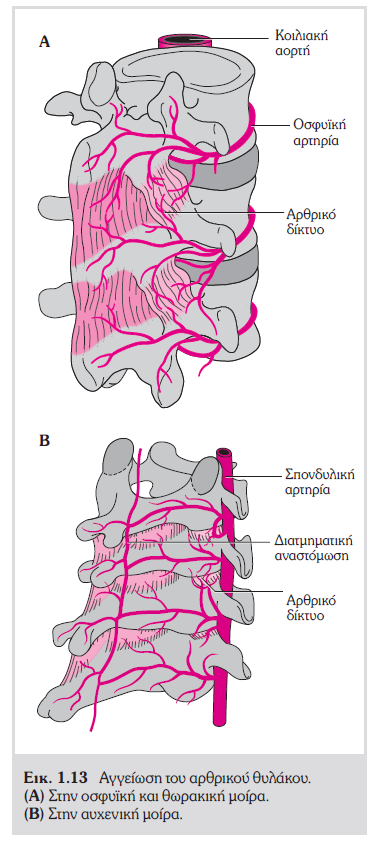 A
Κοιλιακή
αορτή
Οσφυϊκή
αρτηρία
Αρθρικό
δίκτυο
B
Σπονδυλική
αρτηρία
Διατμηματική
αναστόμωση
Αρθρικό
δίκτυο
Εικ. 1.13 Αγγείωση του αρθρικού θυλάκου.
(Α) Στην οσφυϊκή και θωρακική μοίρα.
(Β) Στην αυχενική μοίρα.